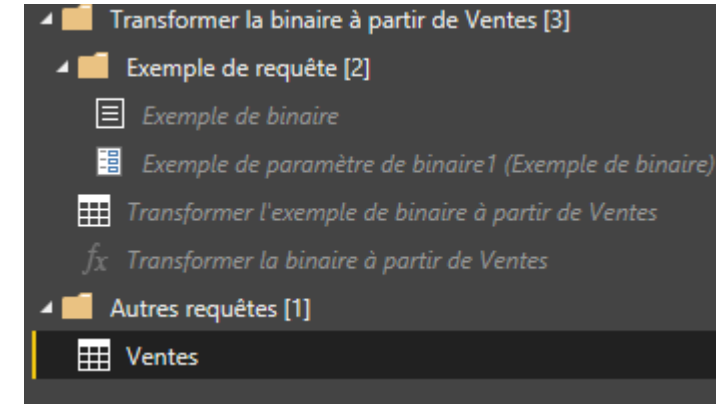 Transformer la binaire à partir de Ventes [3]
Exemple de requête [2]
Exemple de binaire
Exemple de paramètre de binaire1 (Exemple de binaire)
Transformer l'exemple de binaire à partir de Ventes
fx Transformer la binaire à partir de Ventes
Autres requêtes [1]
Ventes